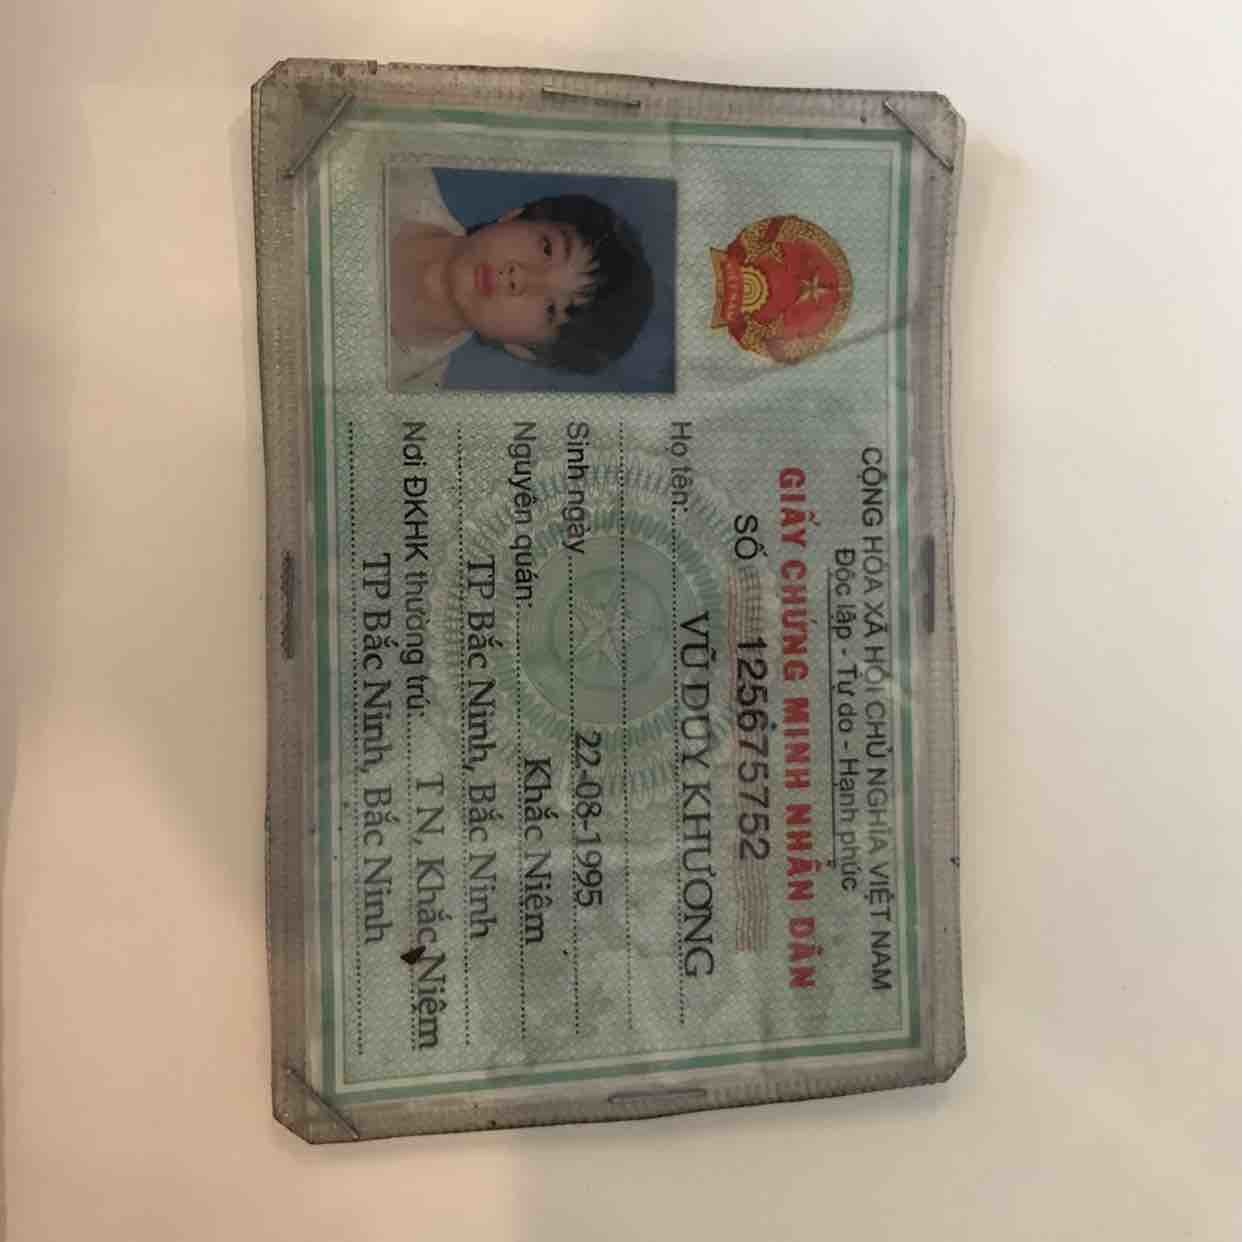 CỘNG HÒA XÃ HỘI CHỦ NGHĨA VIỆT NAM
Độc lập - Tự do - Hạnh phúc
GIẤY CHỨNG MINH NHÂN DÂN
SỐ 125675752
Họ tên: VŨ DUY KHƯƠNG
Sinh ngày 22-08-1995
Nguyên quán: Khắc Niệm
TP Bắc Ninh, Bắc Ninh
Nơi ĐKHK thường trú: T N, Khắc Niệm
TP Bắc Ninh, Bắc Ninh
VIỆT NAM